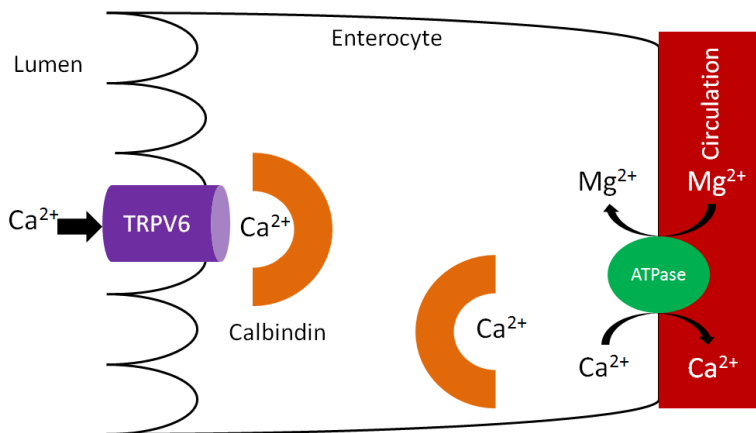 Enterocyte
Lumen
Circulation
Mg²⁺
Mg²⁺
Ca²⁺
TRPV6
Ca²⁺
ATPase
Calbindin
Ca²⁺
Ca²⁺
Ca²⁺